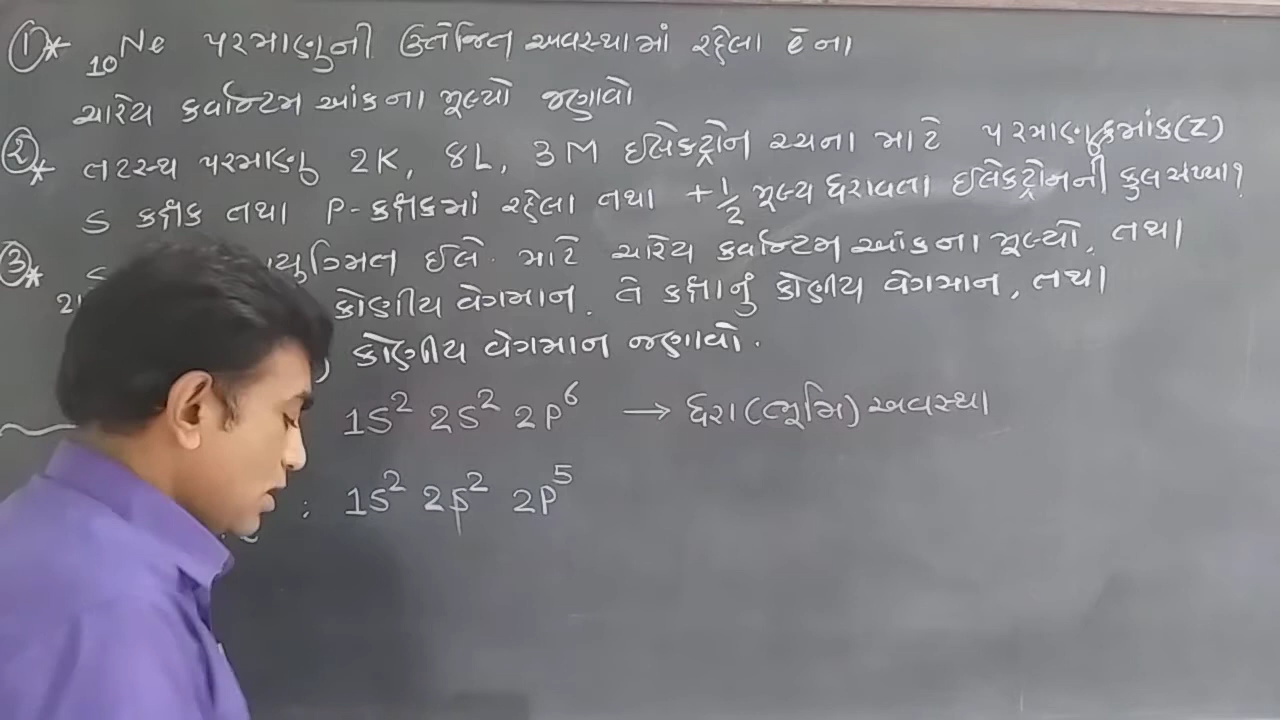 ① * ₁₀Ne પરમાણુની ઉત્તેજિત અવસ્થામાં રહેલા ē ના
ચારેય ક્વોન્ટમ આંકના મૂલ્યો જણાવો
② * તટસ્થ પરમાણુ 2K, 8L, 3M ઇલેક્ટ્રોન રચના માટે પરમાણુક્રમાંક(Z)
S કક્ષક તથા P-કક્ષકમાં રહેલા તથા +1/2 મૂલ્ય ધરાવતા ઇલેક્ટ્રોનની કુલ સંખ્યા?
③ * યુગ્મિત ઈલે. માટે ચારેય ક્વોન્ટમ આંકના મૂલ્યો, તથા
કોણીય વેગમાન. તે કક્ષાનું કોણીય વેગમાન, તથા
કોણીય વેગમાન જણાવો.
1S² 2S² 2P⁶ → ધરા(ભૂમિ) અવસ્થા
: 1S² 2S² 2P⁵